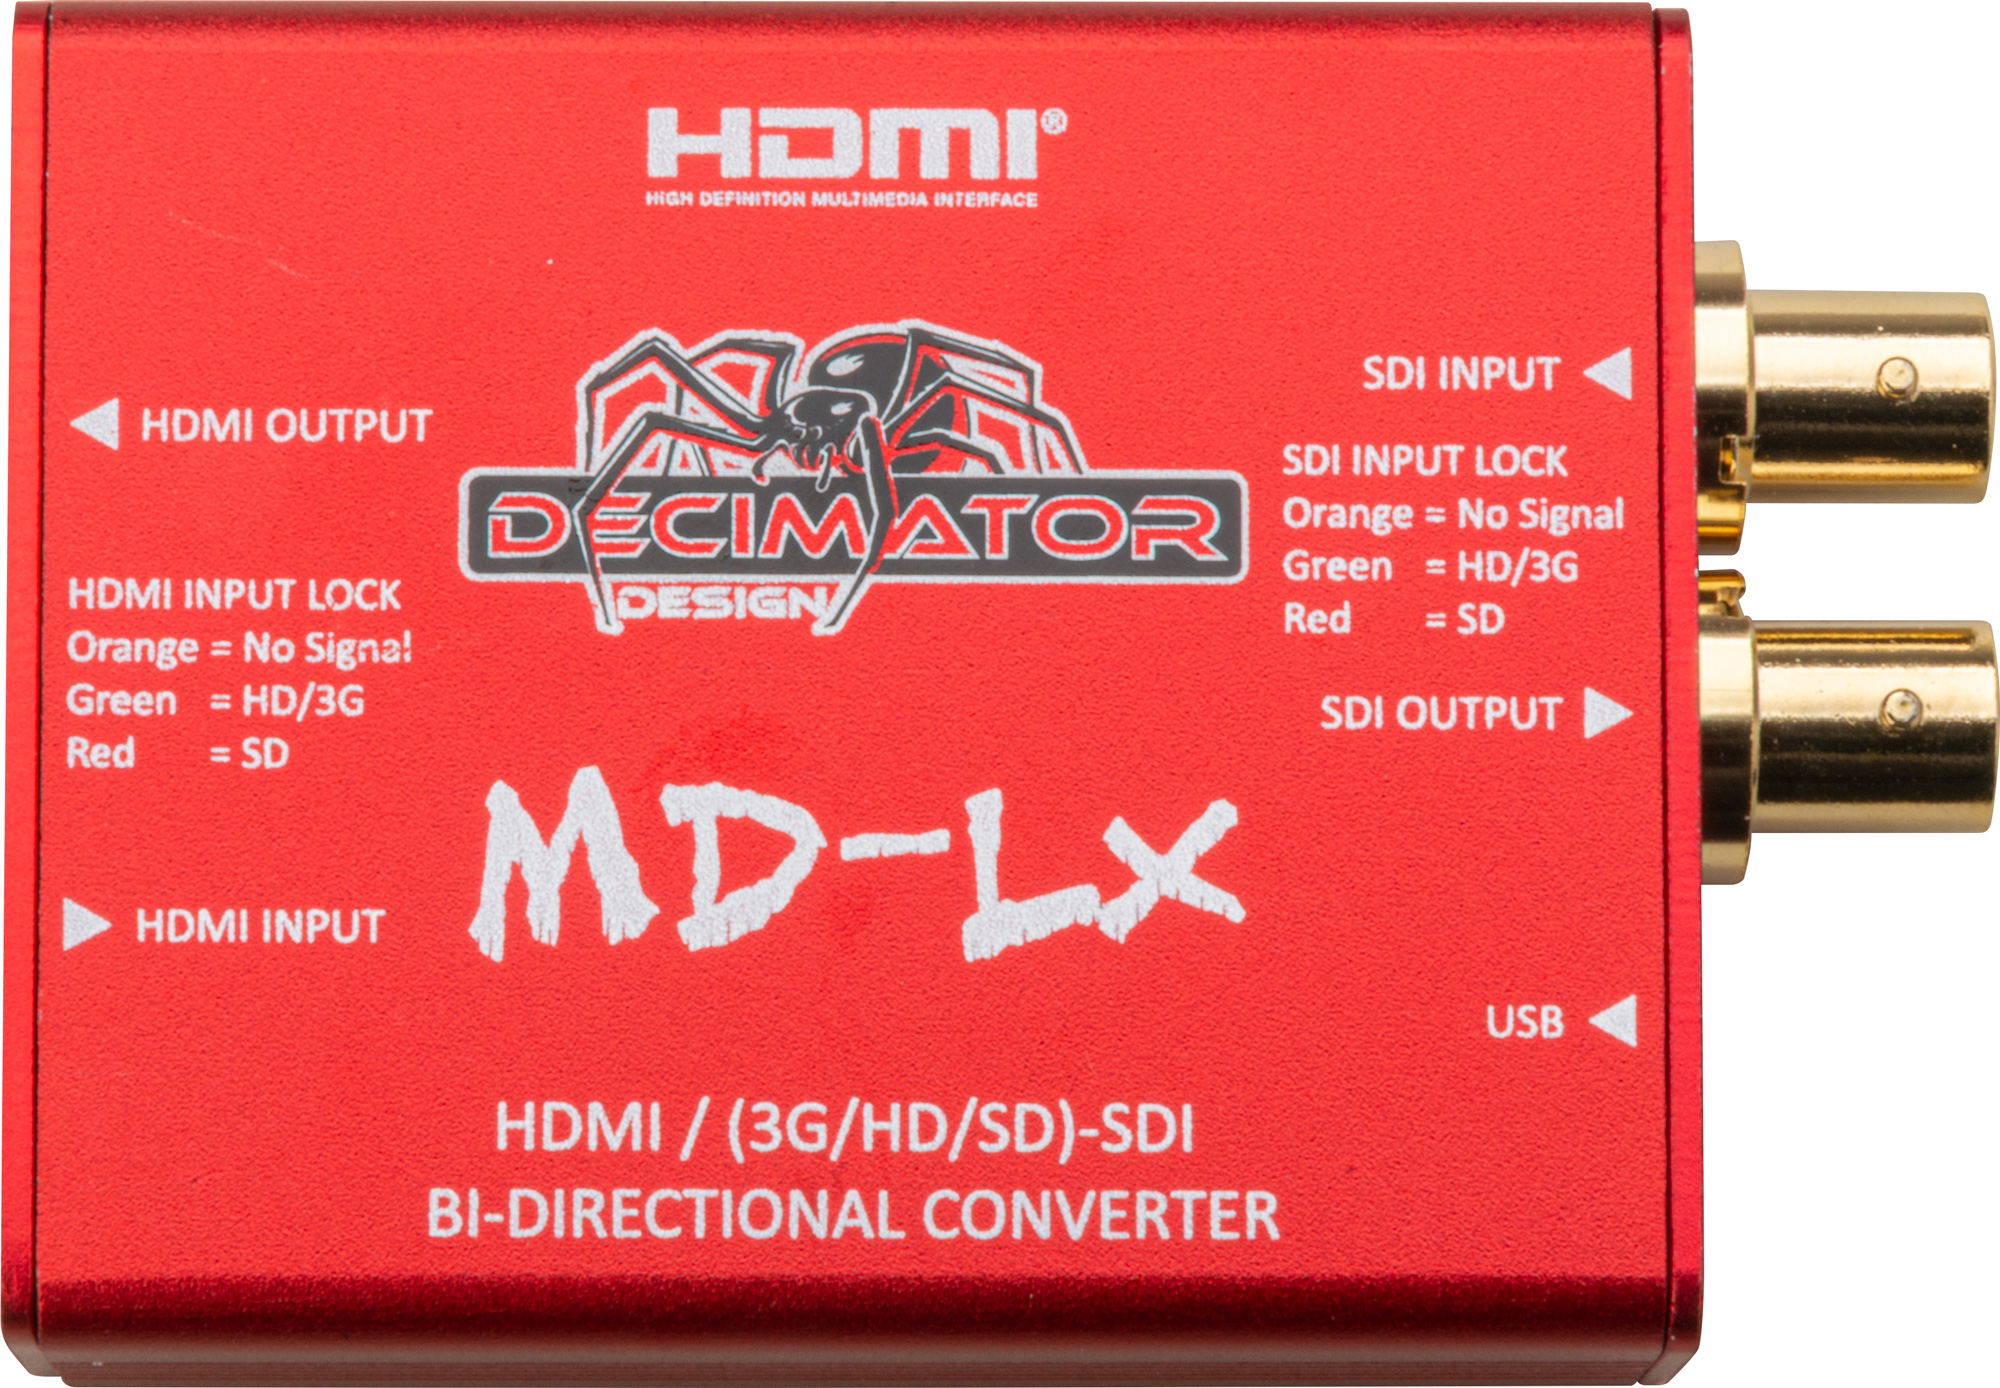 HDMI®
HIGH DEFINITION MULTIMEDIA INTERFACE
DECIMATOR
DESIGN
HDMI OUTPUT
HDMI INPUT LOCK
Orange = No Signal
Green = HD/3G
Red = SD
HDMI INPUT
SDI INPUT
SDI INPUT LOCK
Orange = No Signal
Green = HD/3G
Red = SD
SDI OUTPUT
USB
MD-LX
HDMI / (3G/HD/SD)-SDI
BI-DIRECTIONAL CONVERTER